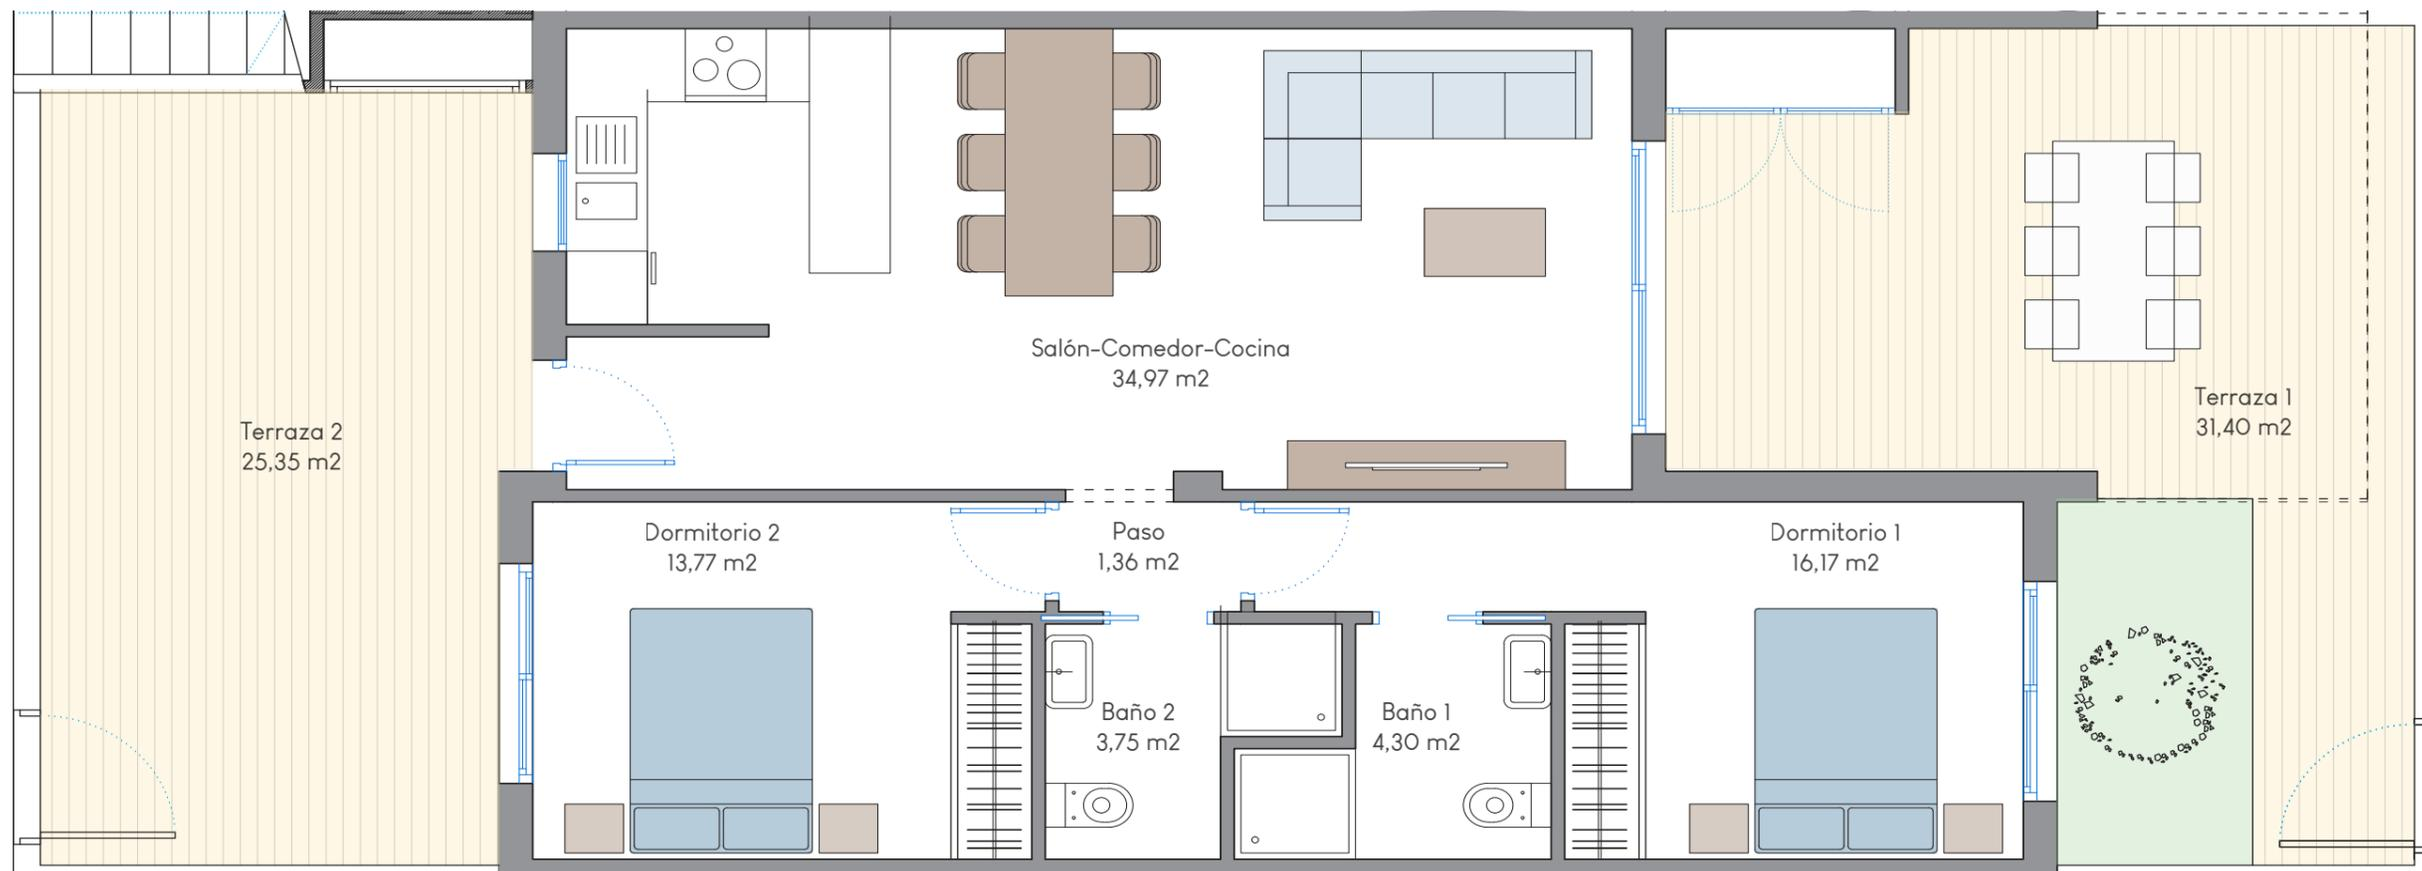 Salón-Comedor-Cocina
34,97 m2
Terraza 1
31,40 m2
Terraza 2
25,35 m2
Dormitorio 2
13,77 m2
Paso
1,36 m2
Dormitorio 1
16,17 m2
Baño 2
3,75 m2
Baño 1
4,30 m2